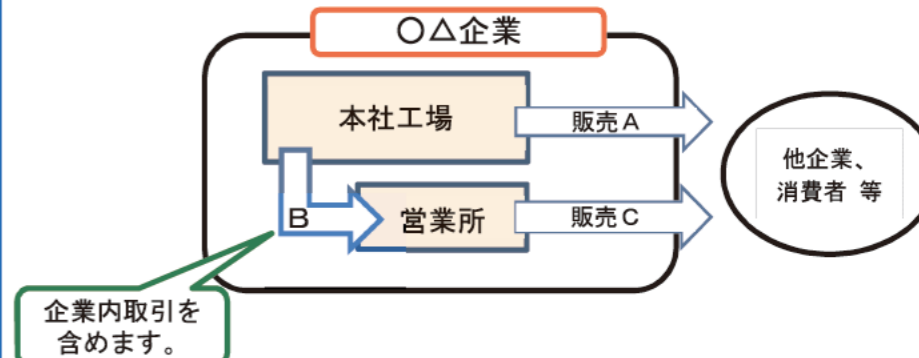 〇△企業
本社工場
販売A
他企業、
消費者 等
B
営業所
販売C
企業内取引を
含めます。